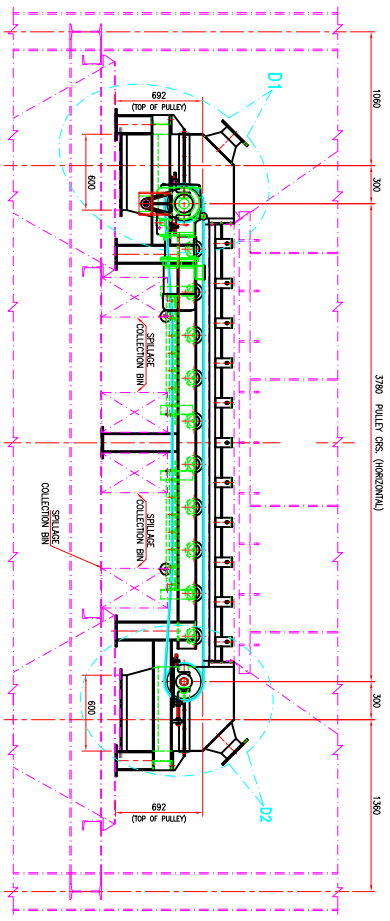 1060
300
3780 PULLEY CRS. (HORIZONTAL)
300
1360
D1
692
(TOP OF PULLEY)
600
SPILLAGE
COLLECTION BIN
SPILLAGE
COLLECTION BIN
SPILLAGE
COLLECTION BIN
D2
692
(TOP OF PULLEY)
600